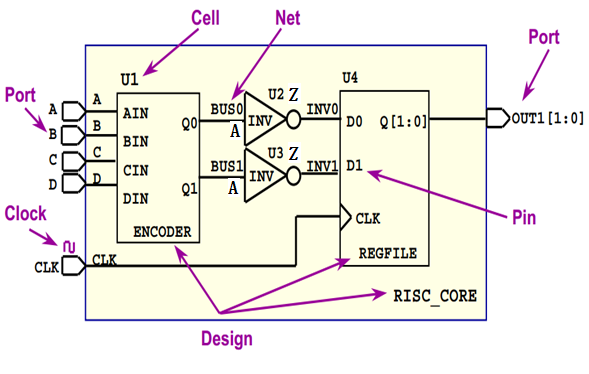 Cell
Net
Port
Port
U1
U2
Z
U4
A
A
AIN
BUS0
INV0
B
B
BIN
Q0
A
INV
D0
Q[1:0]
OUT1[1:0]
C
C
CIN
BUS1
U3
Z
INV1
D1
D
D
DIN
Q1
A
INV
Pin
Clock
ENCODER
CLK
CLK
CLK
REGFILE
RISC_CORE
Design